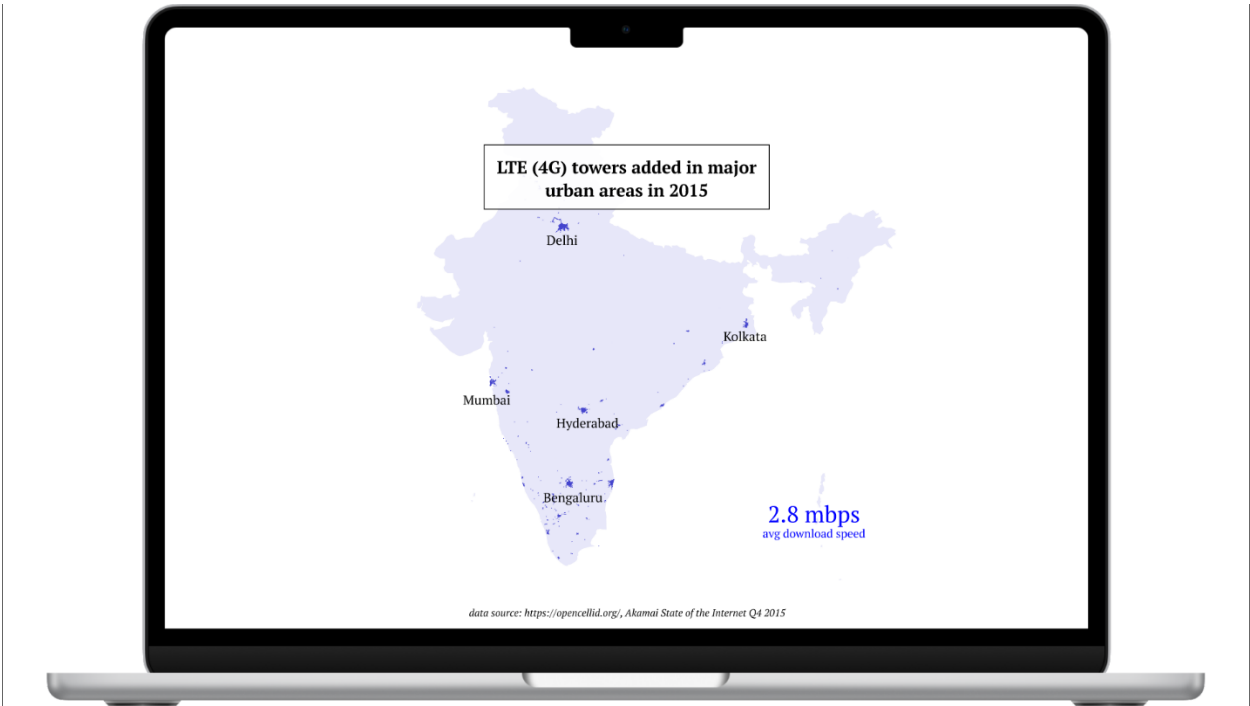 LTE (4G) towers added in major
urban areas in 2015
Delhi
Kolkata
Mumbai
Hyderabad
Bengaluru
2.8 mbps
avg download speed
data source: https://opencellid.org/, Akamai State of the Internet Q4 2015